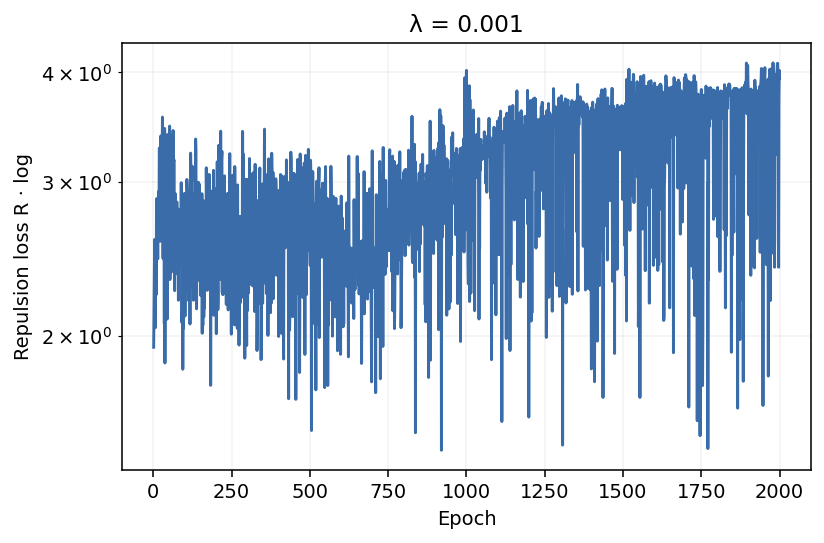 λ = 0.001
Repulsion loss R · log
4 × 10⁰
3 × 10⁰
2 × 10⁰
0 250 500 750 1000 1250 1500 1750 2000
Epoch